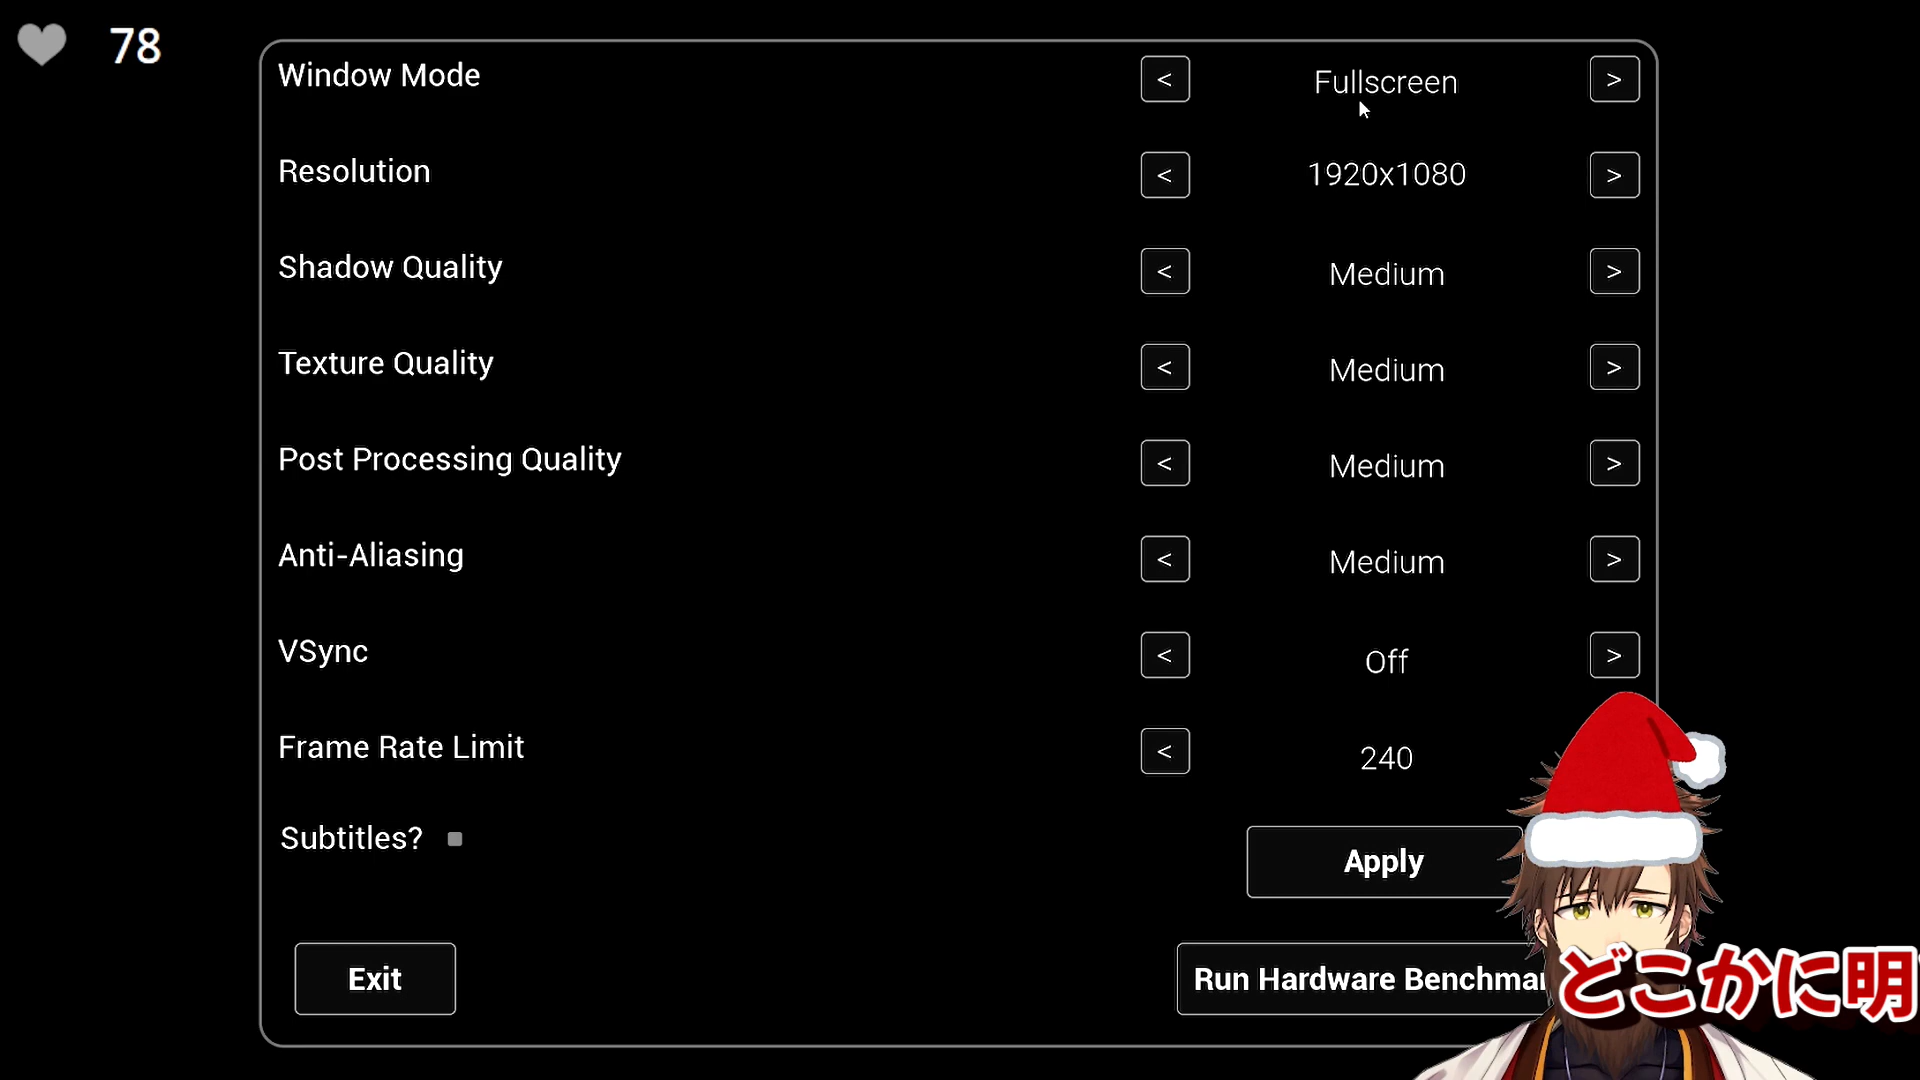 78
Window Mode < Fullscreen >
Resolution < 1920x1080 >
Shadow Quality < Medium >
Texture Quality < Medium >
Post Processing Quality < Medium >
Anti-Aliasing < Medium >
VSync < Off >
Frame Rate Limit < 240
Subtitles?
Apply
Exit
Run Hardware Benchmar
どこかに明